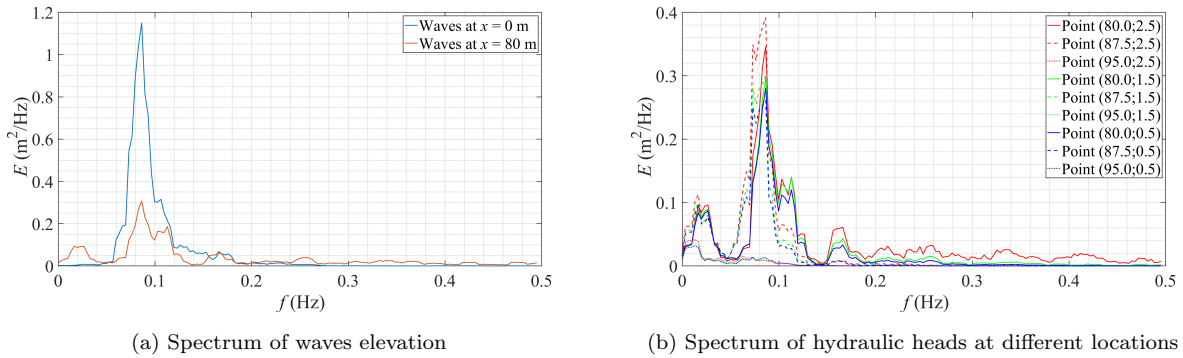 1.2
1
0.8
0.6
0.4
0.2
0
E (m²/Hz)
0
0.1
0.2
0.3
0.4
0.5
f (Hz)
Waves at x = 0 m
Waves at x = 80 m
(a) Spectrum of waves elevation
0.4
0.3
0.2
0.1
0
E (m²/Hz)
0
0.1
0.2
0.3
0.4
0.5
f (Hz)
Point (80.0;2.5)
Point (87.5;2.5)
Point (95.0;2.5)
Point (80.0;1.5)
Point (87.5;1.5)
Point (95.0;1.5)
Point (80.0;0.5)
Point (87.5;0.5)
Point (95.0;0.5)
(b) Spectrum of hydraulic heads at different locations